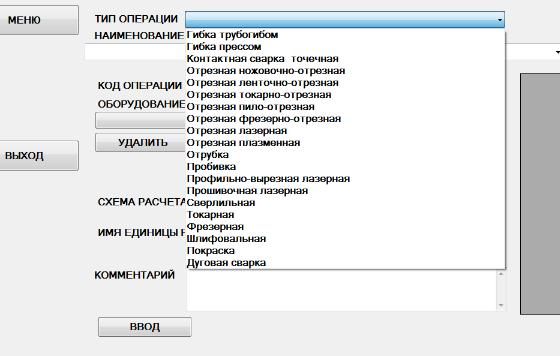 МЕНЮ
ТИП ОПЕРАЦИИ
НАИМЕНОВАНИЕ
Гибка трубогибом
Гибка прессом
Контактная сварка точечная
Отрезная ножовочно-отрезная
Отрезная ленточно-отрезная
Отрезная токарно-отрезная
Отрезная пило-отрезная
Отрезная фрезерно-отрезная
Отрезная лазерная
Отрезная плазменная
Отрубка
Пробивка
Профильно-вырезная лазерная
Прошивочная лазерная
Сверлильная
Токарная
Фрезерная
Шлифовальная
Покраска
Дуговая сварка
КОД ОПЕРАЦИИ
ОБОРУДОВАНИЕ
УДАЛИТЬ
ВЫХОД
СХЕМА РАСЧЕТА
ИМЯ ЕДИНИЦЫ
КОММЕНТАРИЙ
ВВОД